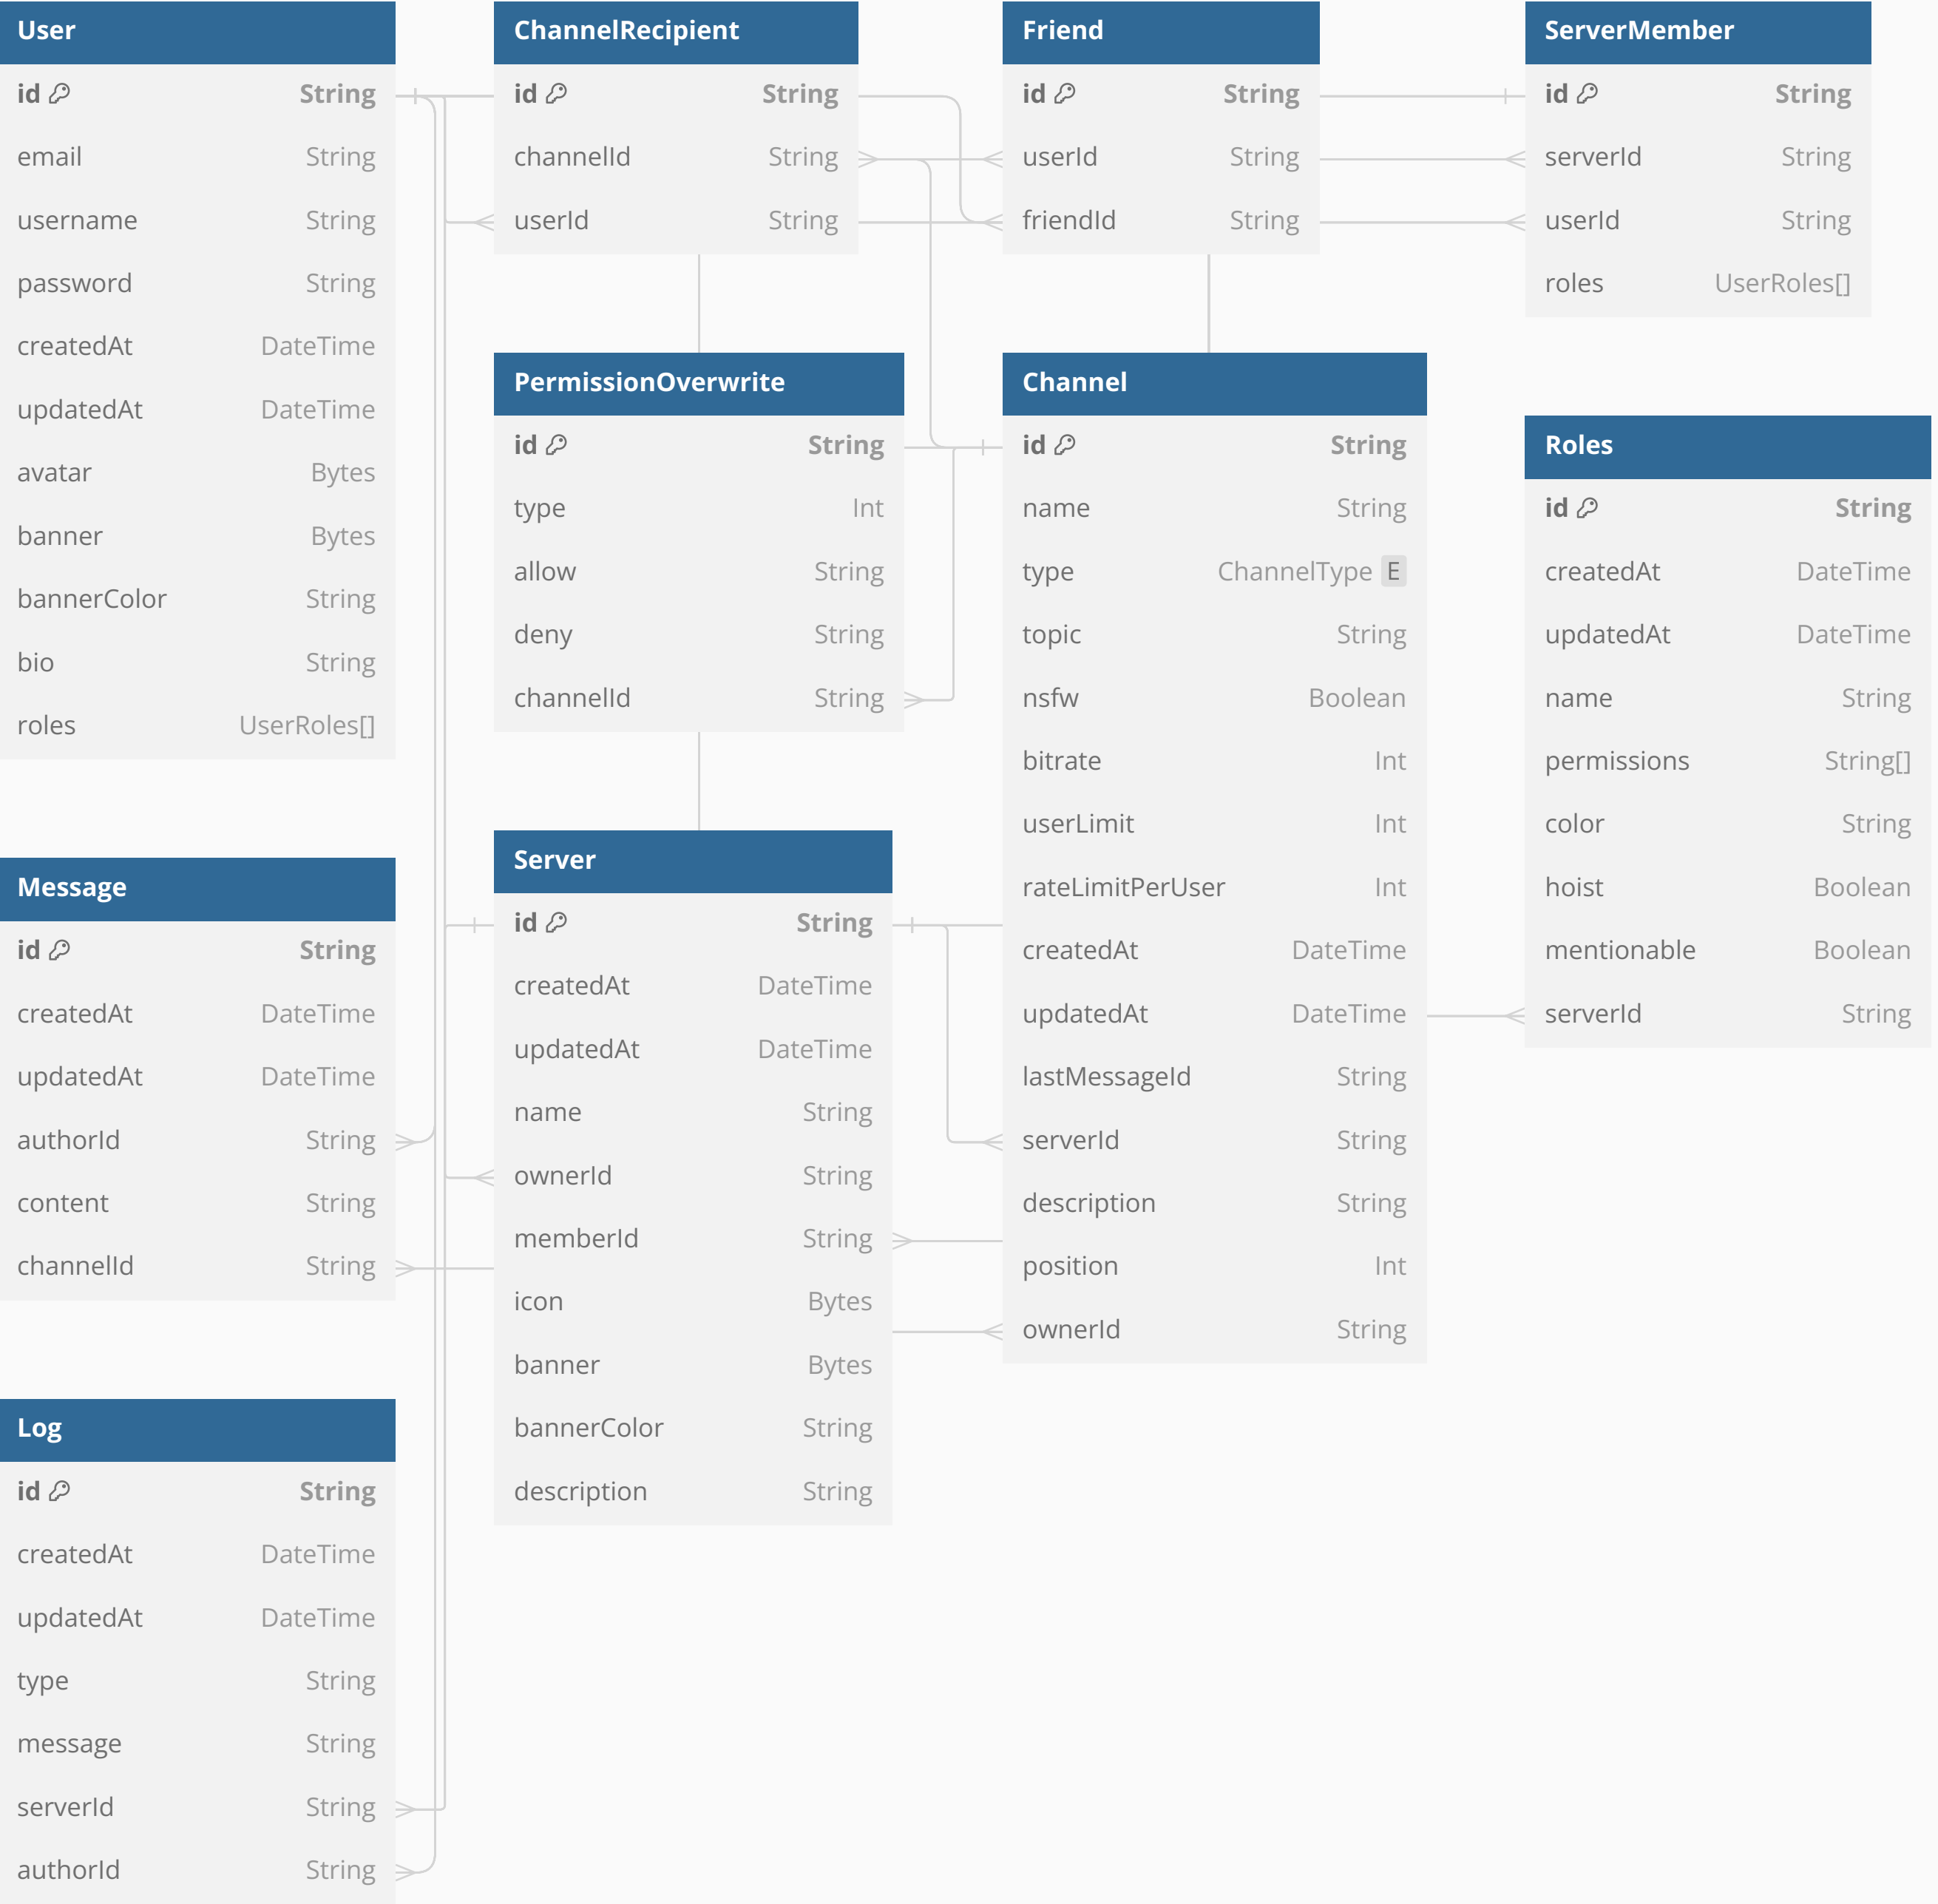 User
id String
email String
username String
password String
createdAt DateTime
updatedAt DateTime
avatar Bytes
banner Bytes
bannerColor String
bio String
roles UserRoles[]
Message
id String
createdAt DateTime
updatedAt DateTime
authorId String
content String
channelId String
Log
id String
createdAt DateTime
updatedAt DateTime
type String
message String
serverId String
authorId String
ChannelRecipient
id String
channelId String
userId String
PermissionOverwrite
id String
type Int
allow String
deny String
channelId String
Server
id String
createdAt DateTime
updatedAt DateTime
name String
ownerId String
memberId String
icon Bytes
banner Bytes
bannerColor String
description String
Friend
id String
userId String
friendId String
Channel
id String
name String
type ChannelType E
topic String
nsfw Boolean
bitrate Int
userLimit Int
rateLimitPerUser Int
createdAt DateTime
updatedAt DateTime
lastMessageId String
serverId String
description String
position Int
ownerId String
ServerMember
id String
serverId String
userId String
roles UserRoles[]
Roles
id String
createdAt DateTime
updatedAt DateTime
name String
permissions String[]
color String
hoist Boolean
mentionable Boolean
serverId String